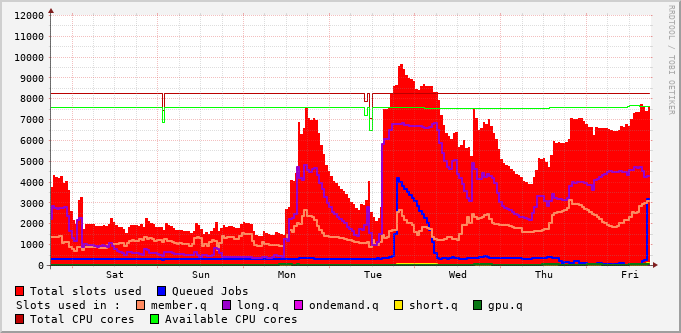 12000
11000
10000
9000
8000
7000
6000
5000
4000
3000
2000
1000
0
Sat Sun Mon Tue Wed Thu Fri
Total slots used Queued Jobs
Slots used in : member.q long.q ondemand.q short.q gpu.q
Total CPU cores Available CPU cores
RRDTOOL / TOBI OETIKER